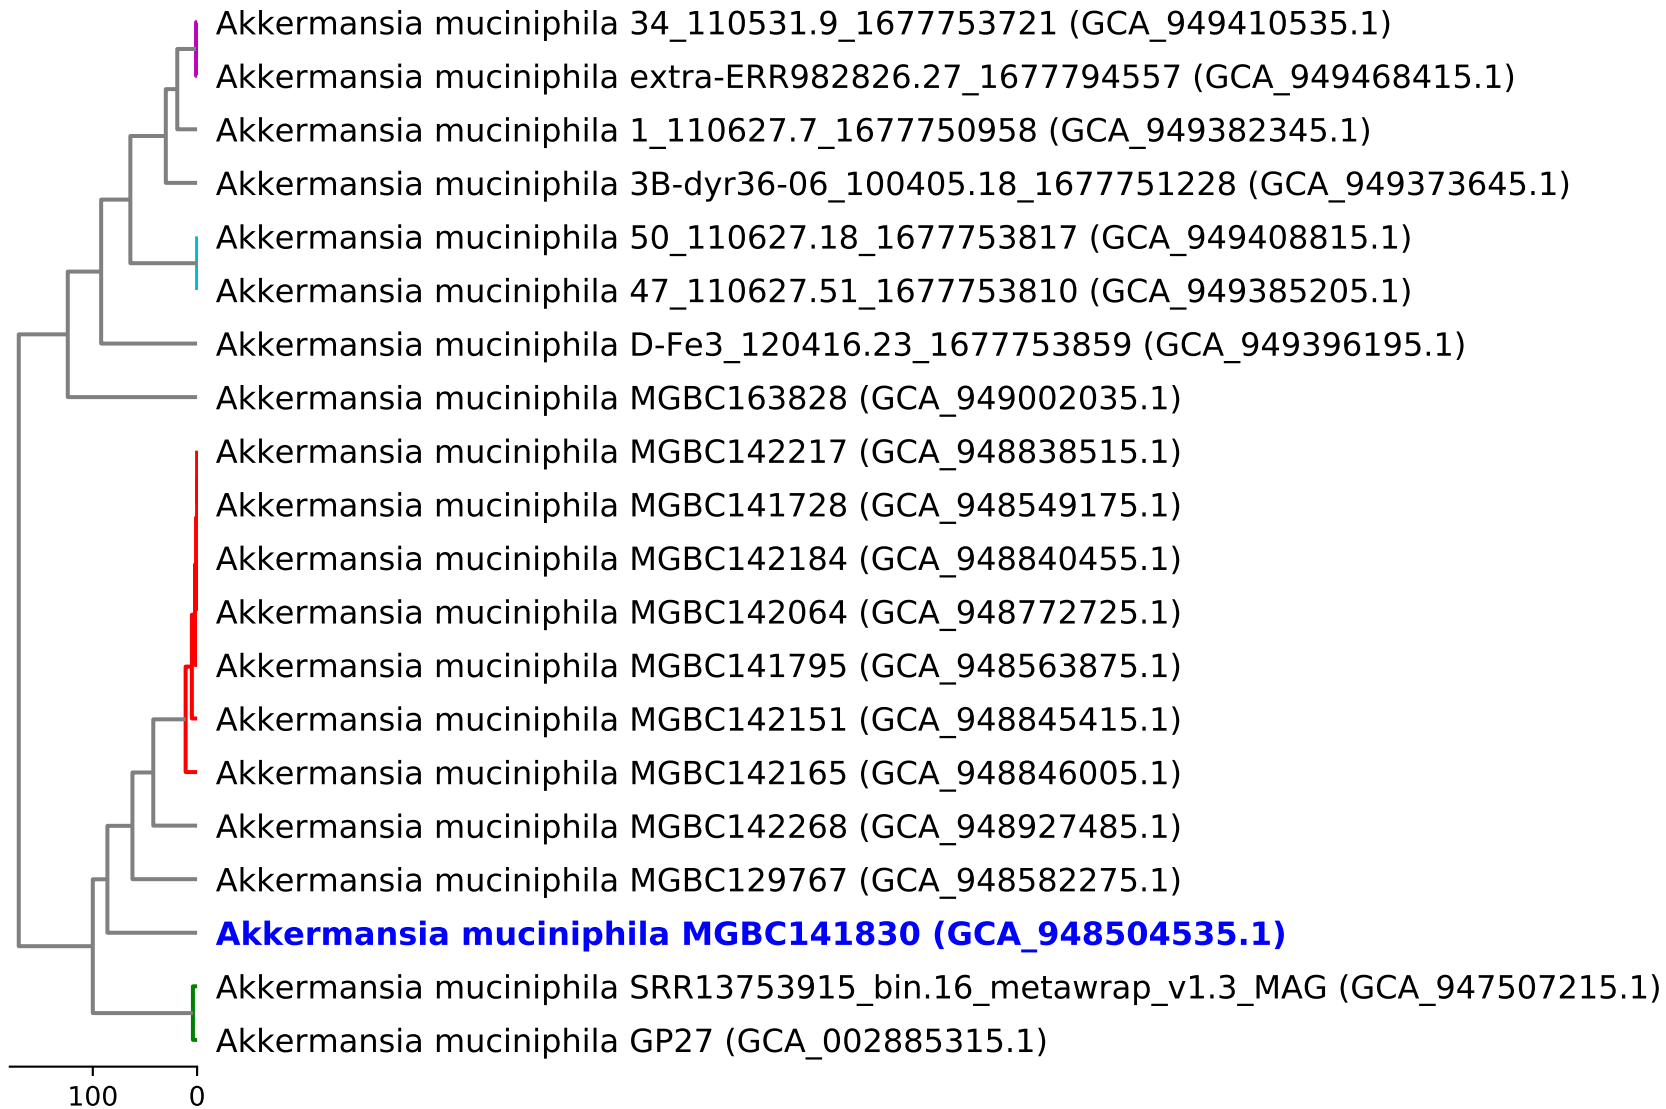 Akkermansia muciniphila 34_110531.9_1677753721 (GCA_949410535.1)
Akkermansia muciniphila extra-ERR982826.27_1677794557 (GCA_949468415.1)
Akkermansia muciniphila 1_110627.7_1677750958 (GCA_949382345.1)
Akkermansia muciniphila 3B-dyr36-06_100405.18_1677751228 (GCA_949373645.1)
Akkermansia muciniphila 50_110627.18_1677753817 (GCA_949408815.1)
Akkermansia muciniphila 47_110627.51_1677753810 (GCA_949385205.1)
Akkermansia muciniphila D-Fe3_120416.23_1677753859 (GCA_949396195.1)
Akkermansia muciniphila MGBC163828 (GCA_949002035.1)
Akkermansia muciniphila MGBC142217 (GCA_948838515.1)
Akkermansia muciniphila MGBC141728 (GCA_948549175.1)
Akkermansia muciniphila MGBC142184 (GCA_948840455.1)
Akkermansia muciniphila MGBC142064 (GCA_948772725.1)
Akkermansia muciniphila MGBC141795 (GCA_948563875.1)
Akkermansia muciniphila MGBC142151 (GCA_948845415.1)
Akkermansia muciniphila MGBC142165 (GCA_948846005.1)
Akkermansia muciniphila MGBC142268 (GCA_948927485.1)
Akkermansia muciniphila MGBC129767 (GCA_948582275.1)
Akkermansia muciniphila MGBC141830 (GCA_948504535.1)
Akkermansia muciniphila SRR13753915_bin.16_metawrap_v1.3_MAG (GCA_947507215.1)
Akkermansia muciniphila GP27 (GCA_002885315.1)
100 0